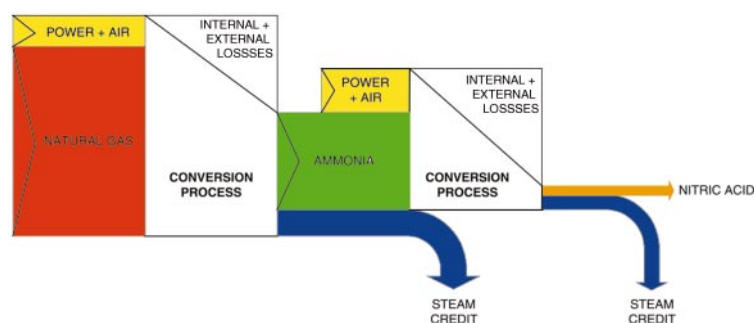 POWER + AIR
INTERNAL +
EXTERNAL
LOSSSES
NATURAL GAS
CONVERSION
PROCESS
POWER
+ AIR
INTERNAL +
EXTERNAL
LOSSSES
AMMONIA
CONVERSION
PROCESS
NITRIC ACID
STEAM
CREDIT
STEAM
CREDIT